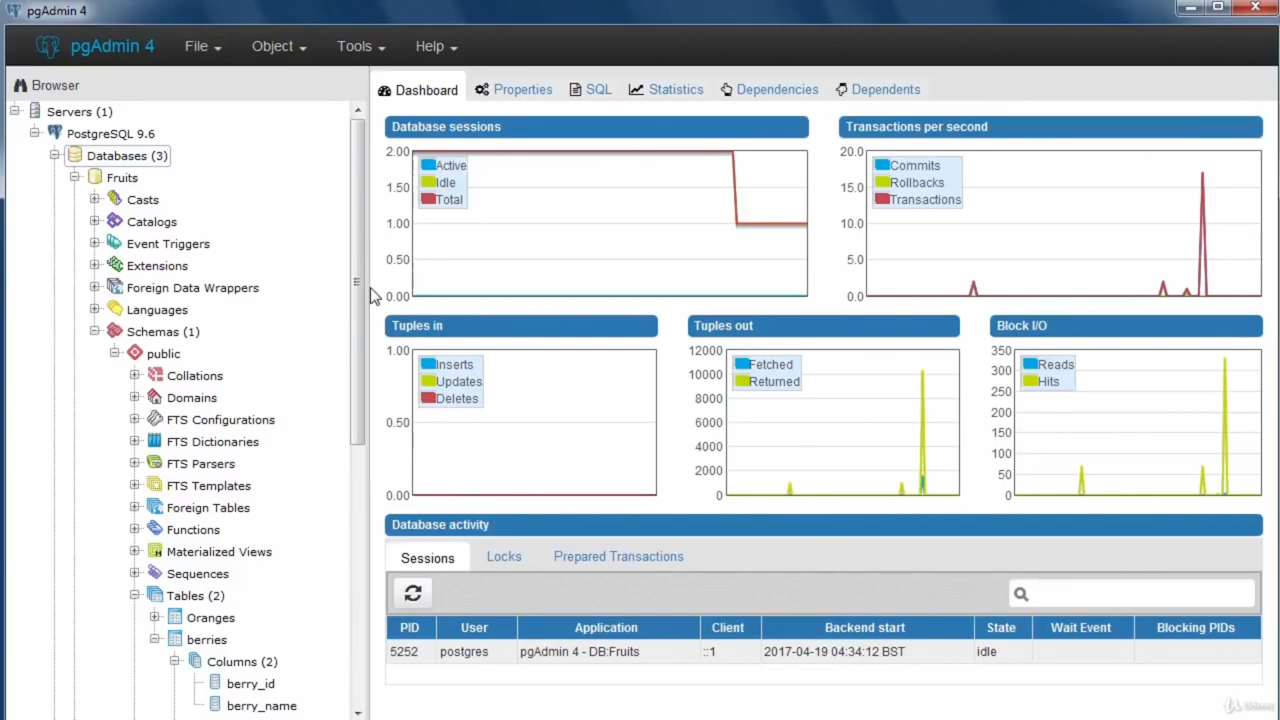 pgAdmin 4
pgAdmin 4 File Object Tools Help
Browser
Servers (1)
PostgreSQL 9.6
Databases (3)
Fruits
Casts
Catalogs
Event Triggers
Extensions
Foreign Data Wrappers
Languages
Schemas (1)
public
Collations
Domains
FTS Configurations
FTS Dictionaries
FTS Parsers
FTS Templates
Foreign Tables
Functions
Materialized Views
Sequences
Tables (2)
Oranges
berries
Columns (2)
berry_id
berry_name
Dashboard Properties SQL Statistics Dependencies Dependents
Database sessions
2.00
1.50
1.00
0.50
0.00
Active
Idle
Total
Transactions per second
20.0
15.0
10.0
5.0
0.0
Commits
Rollbacks
Transactions
Tuples in
1.00
0.50
0.00
Inserts
Updates
Deletes
Tuples out
12000
10000
8000
6000
4000
2000
0
Fetched
Returned
Block I/O
350
300
250
200
150
100
50
0
Reads
Hits
Database activity
Sessions Locks Prepared Transactions
PID User Application Client Backend start State Wait Event Blocking PIDs
5252 postgres pgAdmin 4 - DB:Fruits ::1 2017-04-19 04:34:12 BST idle
Udemy